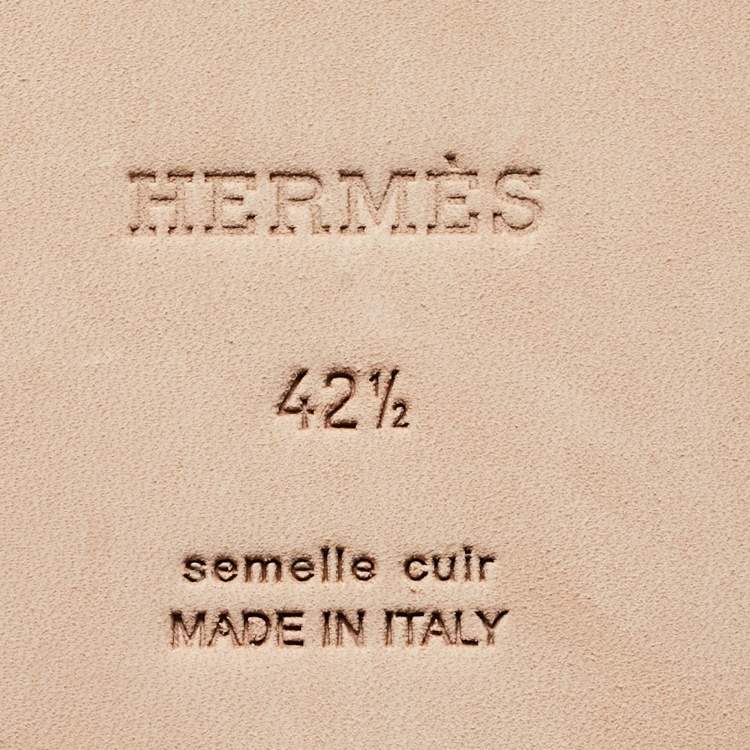 HERMÈS
42½
semelle cuir
MADE IN ITALY